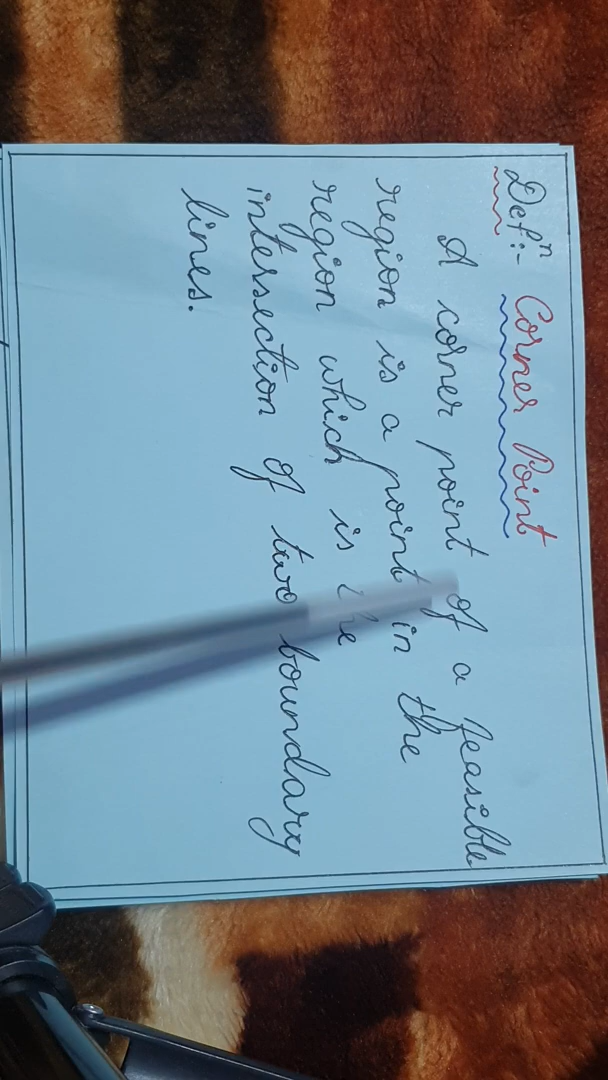 Defⁿ:- Corner Point
A corner point of a feasible
region is a point in the
region which is the
intersection of two boundary
lines.